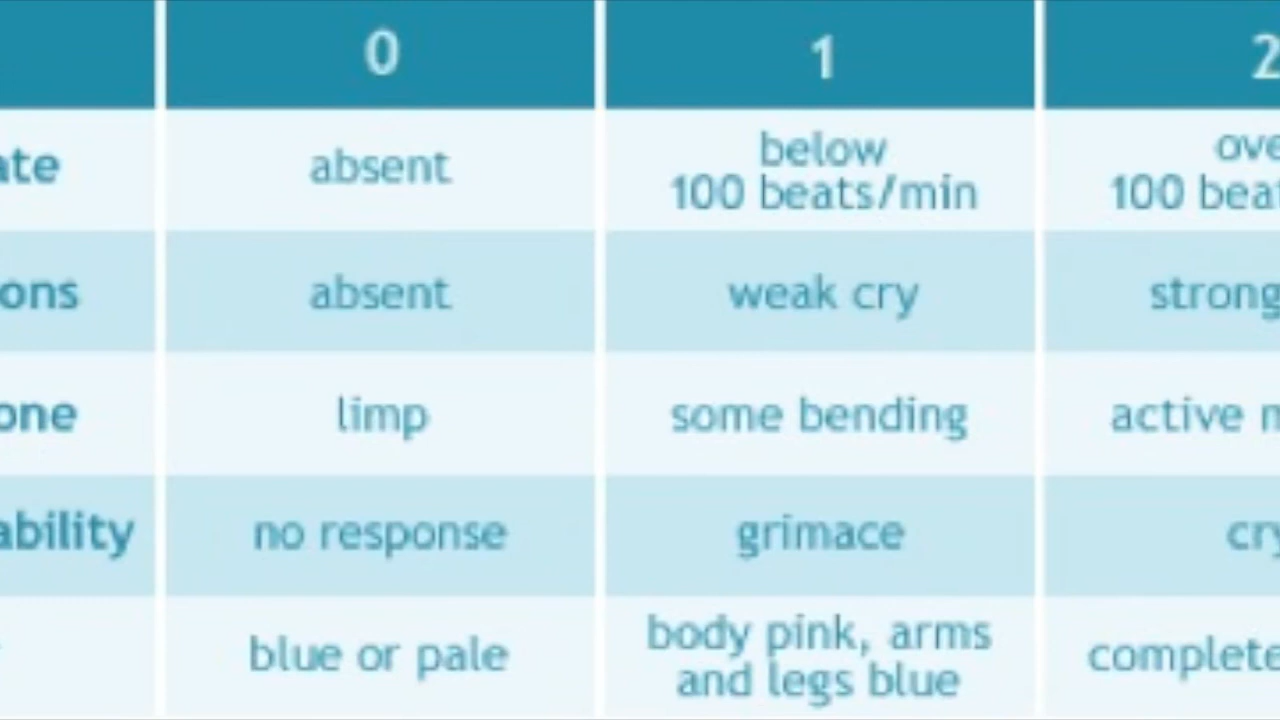 0 1 2
ate absent below 100 beats/min ove 100 beat
ons absent weak cry strong
one limp some bending active
ability no response grimace cry
blue or pale body pink, arms and legs blue complete